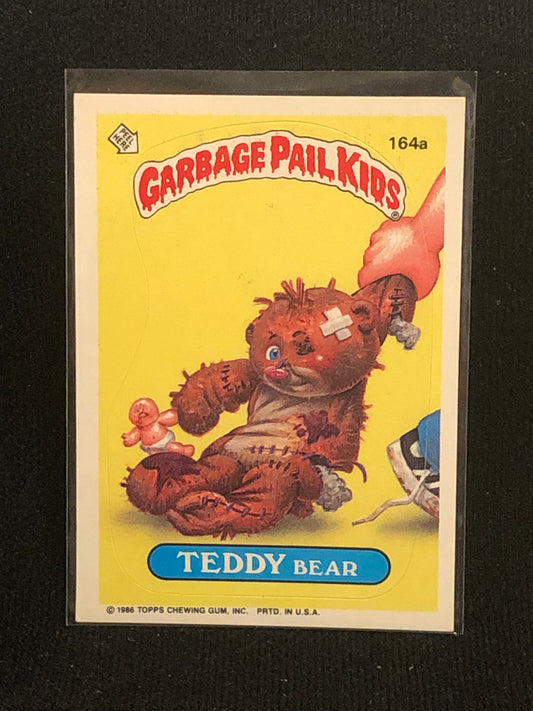 PEEL HERE
164a
GARBAGE PAIL KIDS
®
TEDDY BEAR
© 1986 TOPPS CHEWING GUM, INC. PRTD. IN U.S.A.